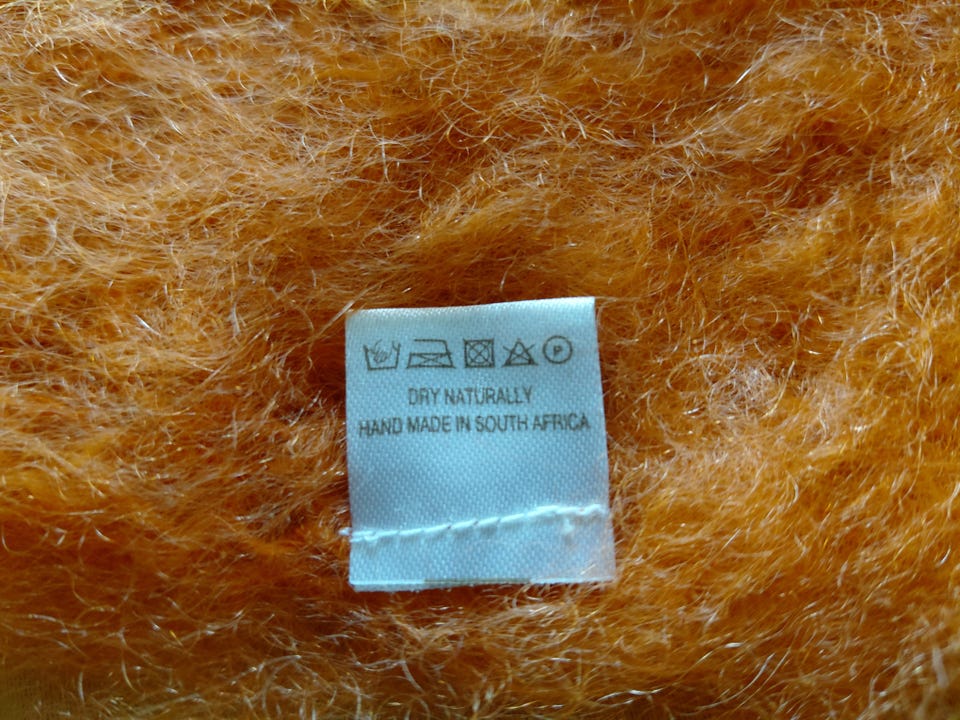 P
DRY NATURALLY
HAND MADE IN SOUTH AFRICA